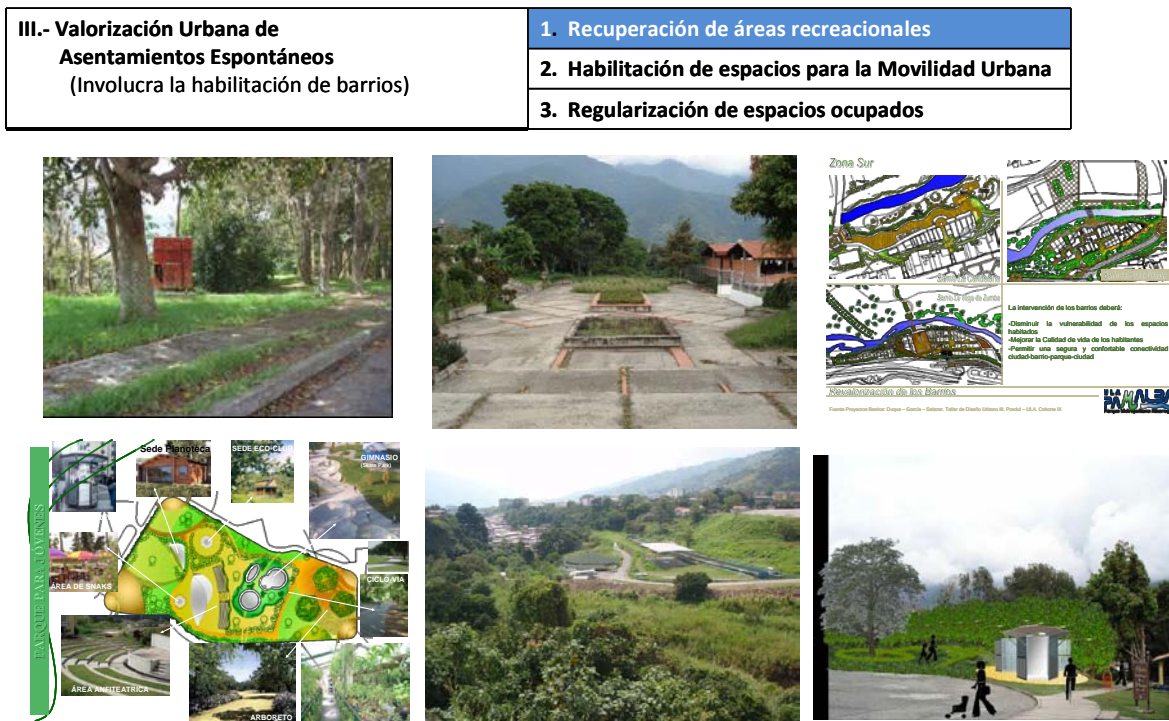 III.- Valorización Urbana de
Asentamientos Espontáneos
(Involucra la habilitación de barrios)
1. Recuperación de áreas recreacionales
2. Habilitación de espacios para la Movilidad Urbana
3. Regularización de espacios ocupados
Zona Sur
La intervención de los barrios deberá:
-Disminuir la vulnerabilidad de los espacios
habitados
-Mejorar la Calidad de vida de los habitantes
-Permitir una segura y confortable conectividad
ciudad-barrio-parque-ciudad
Revalorización de los Barrios
PARQUE PARA JÓVENES
Sede Planoteca
SEDE ECO-CLUB
GIMNASIO
(Skate Park)
ÁREA DE SNAKS
CICLO VIA
ÁREA ANFITEATRICA
ARBORETO